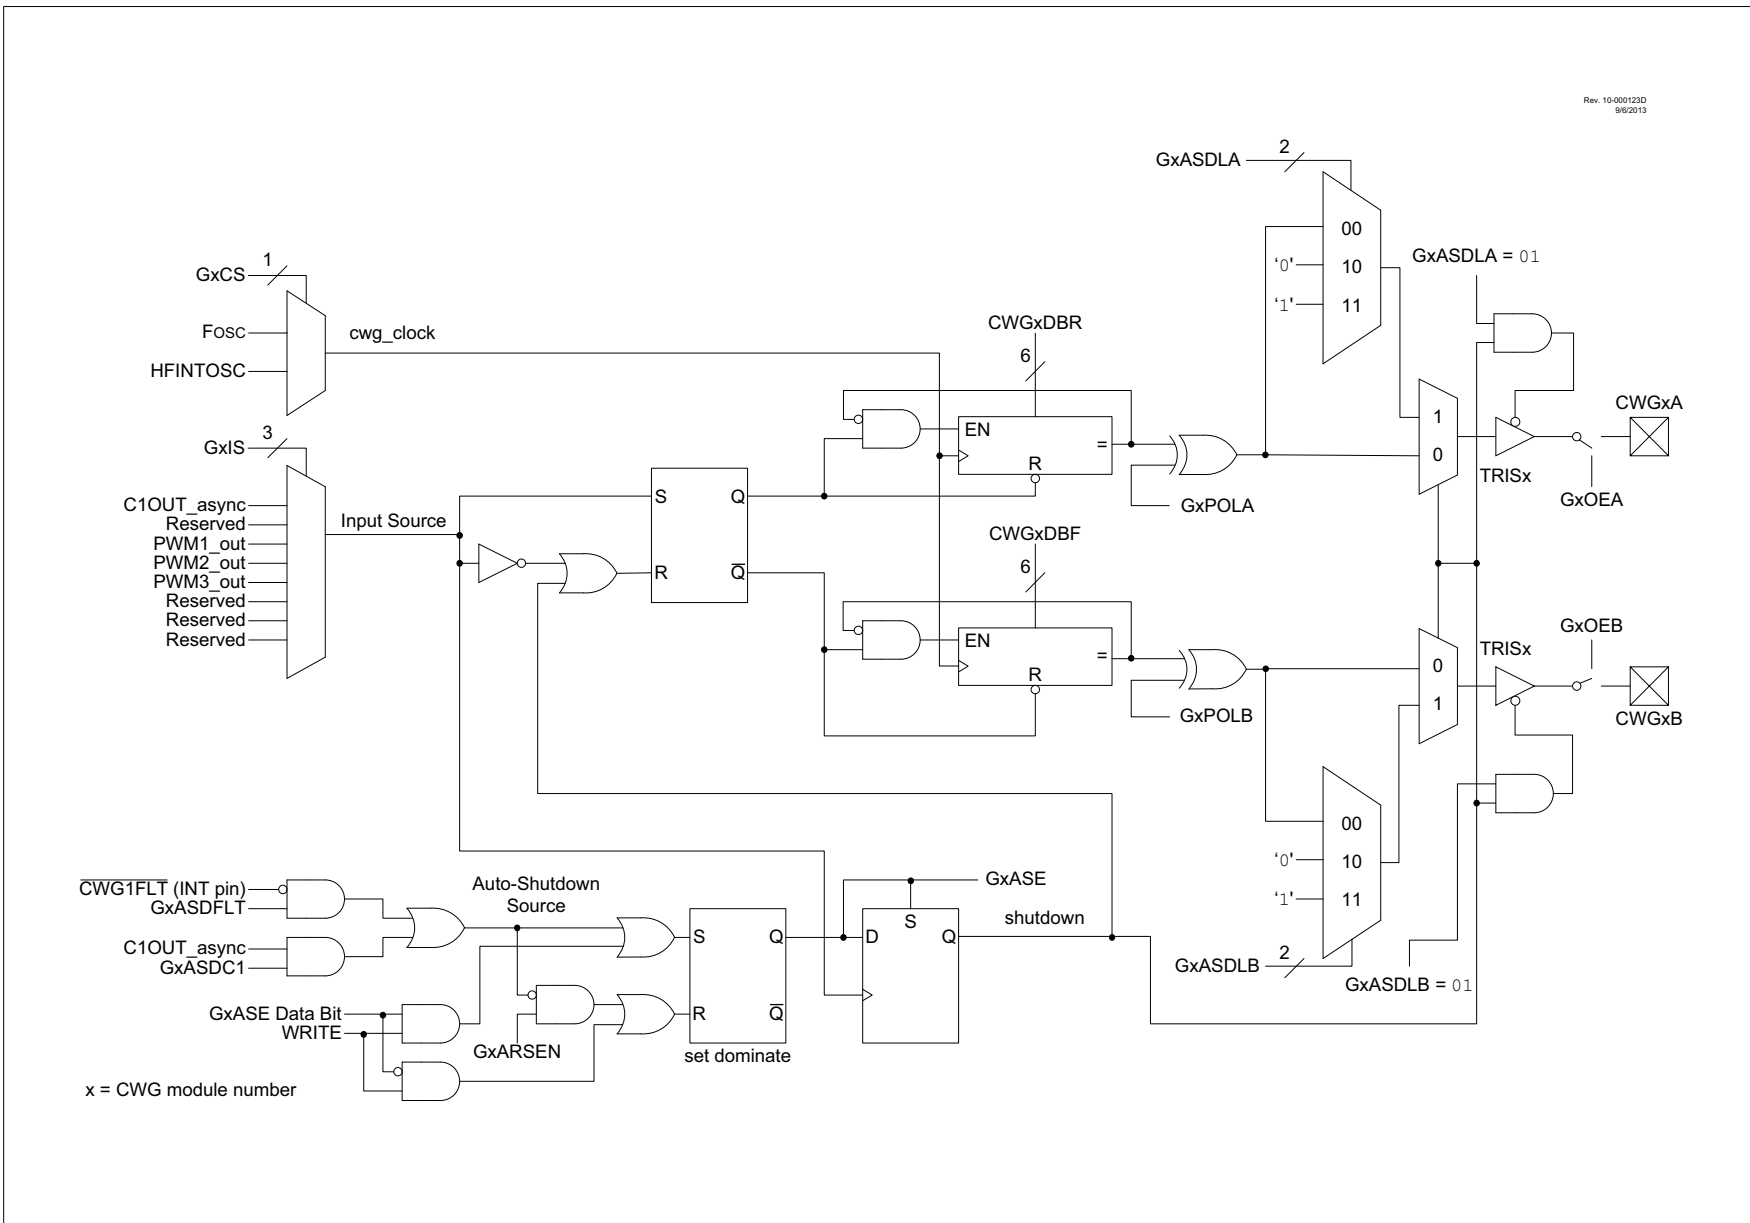 Rev. 10-000123D
9/6/2013
GxASDLA
2
00
‘0'
10
‘1'
11
GxASDLA = 01
GxCS
1
FOSC
HFINTOSC
cwg_clock
GxIS
3
C1OUT_async
Reserved
PWM1_out
PWM2_out
PWM3_out
Reserved
Reserved
Reserved
Input Source
S
Q
R
Q
CWGxDBR
6
EN
=
R
GxPOLA
CWGxDBF
6
EN
=
R
GxPOLB
1
0
TRISx
CWGxA
GxOEA
0
1
TRISx
GxOEB
CWGxB
00
‘0'
10
‘1'
11
GxASDLB
2
GxASDLB = 01
CWG1FLT (INT pin)
GxASDFLT
C1OUT_async
GxASDC1
Auto-Shutdown
Source
GxASE Data Bit
WRITE
GxARSEN
S
Q
R
Q
set dominate
GxASE
S
D
Q
shutdown
x = CWG module number